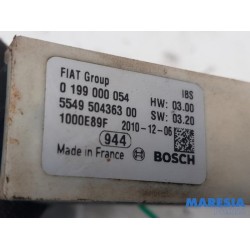 FIAT Group IBS
0 199 000 054 HW: 03.00
5549 504363 00 SW: 03.20
1000E89F 2010-12-06
944
Made in France BOSCH
MARESIA